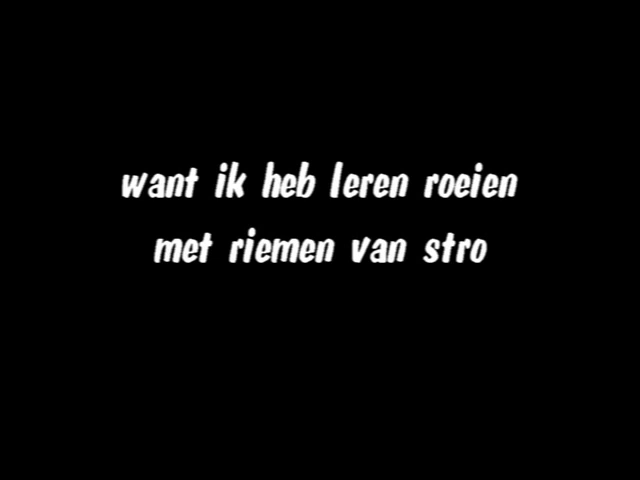 want ik heb leren roeien
met riemen van stro